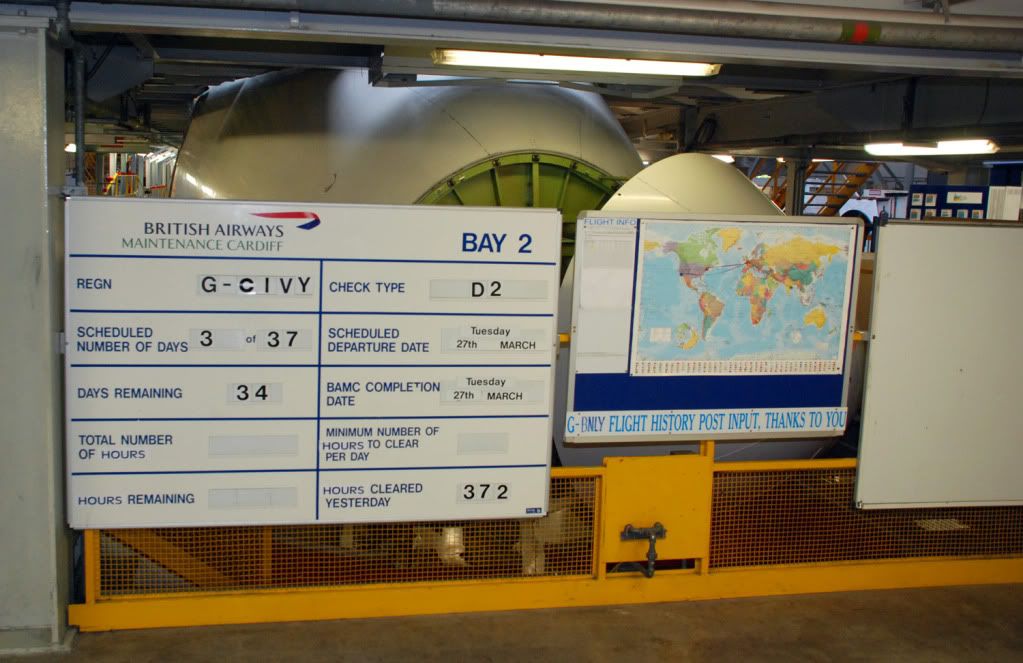 BRITISH AIRWAYS
MAINTENANCE CARDIFF
BAY 2
REGN G-CIVY
CHECK TYPE D2
SCHEDULED
NUMBER OF DAYS 3 of 37
SCHEDULED
DEPARTURE DATE
Tuesday
27th MARCH
DAYS REMAINING 34
BAMC COMPLETION
DATE
Tuesday
27th MARCH
TOTAL NUMBER
OF HOURS
MINIMUM NUMBER OF
HOURS TO CLEAR
PER DAY
HOURS REMAINING
HOURS CLEARED
YESTERDAY
372
FLIGHT INFO
G-BNLY FLIGHT HISTORY POST INPUT, THANKS TO YOU